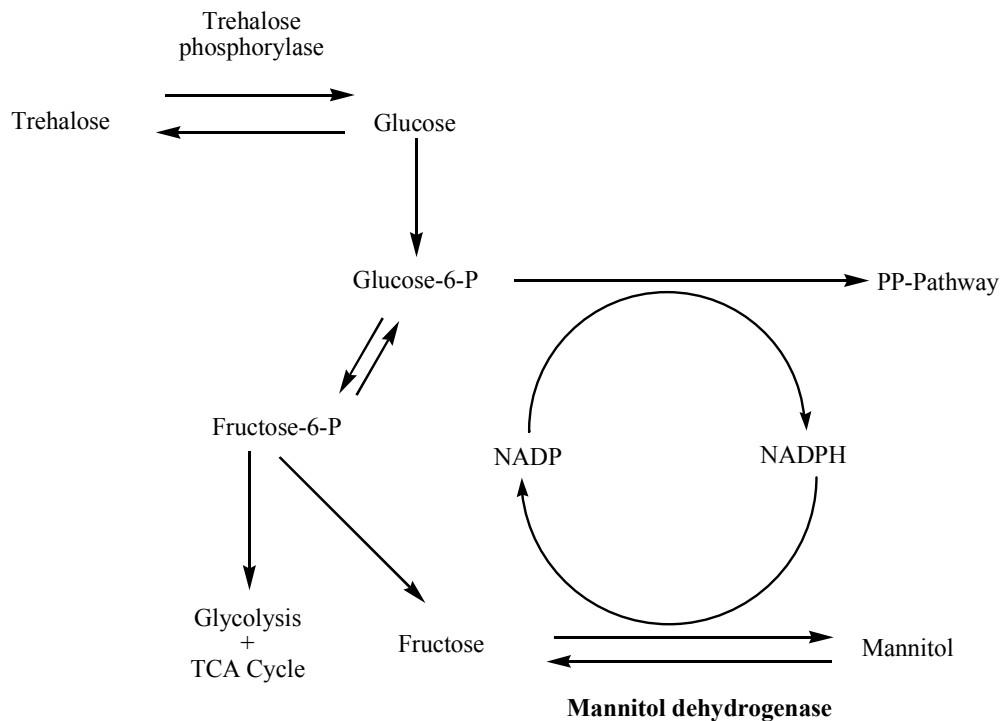 Trehalose
phosphorylase
Trehalose
Glucose
Glucose-6-P
PP-Pathway
Fructose-6-P
NADP
NADPH
Glycolysis
+
TCA Cycle
Fructose
Mannitol
Mannitol dehydrogenase